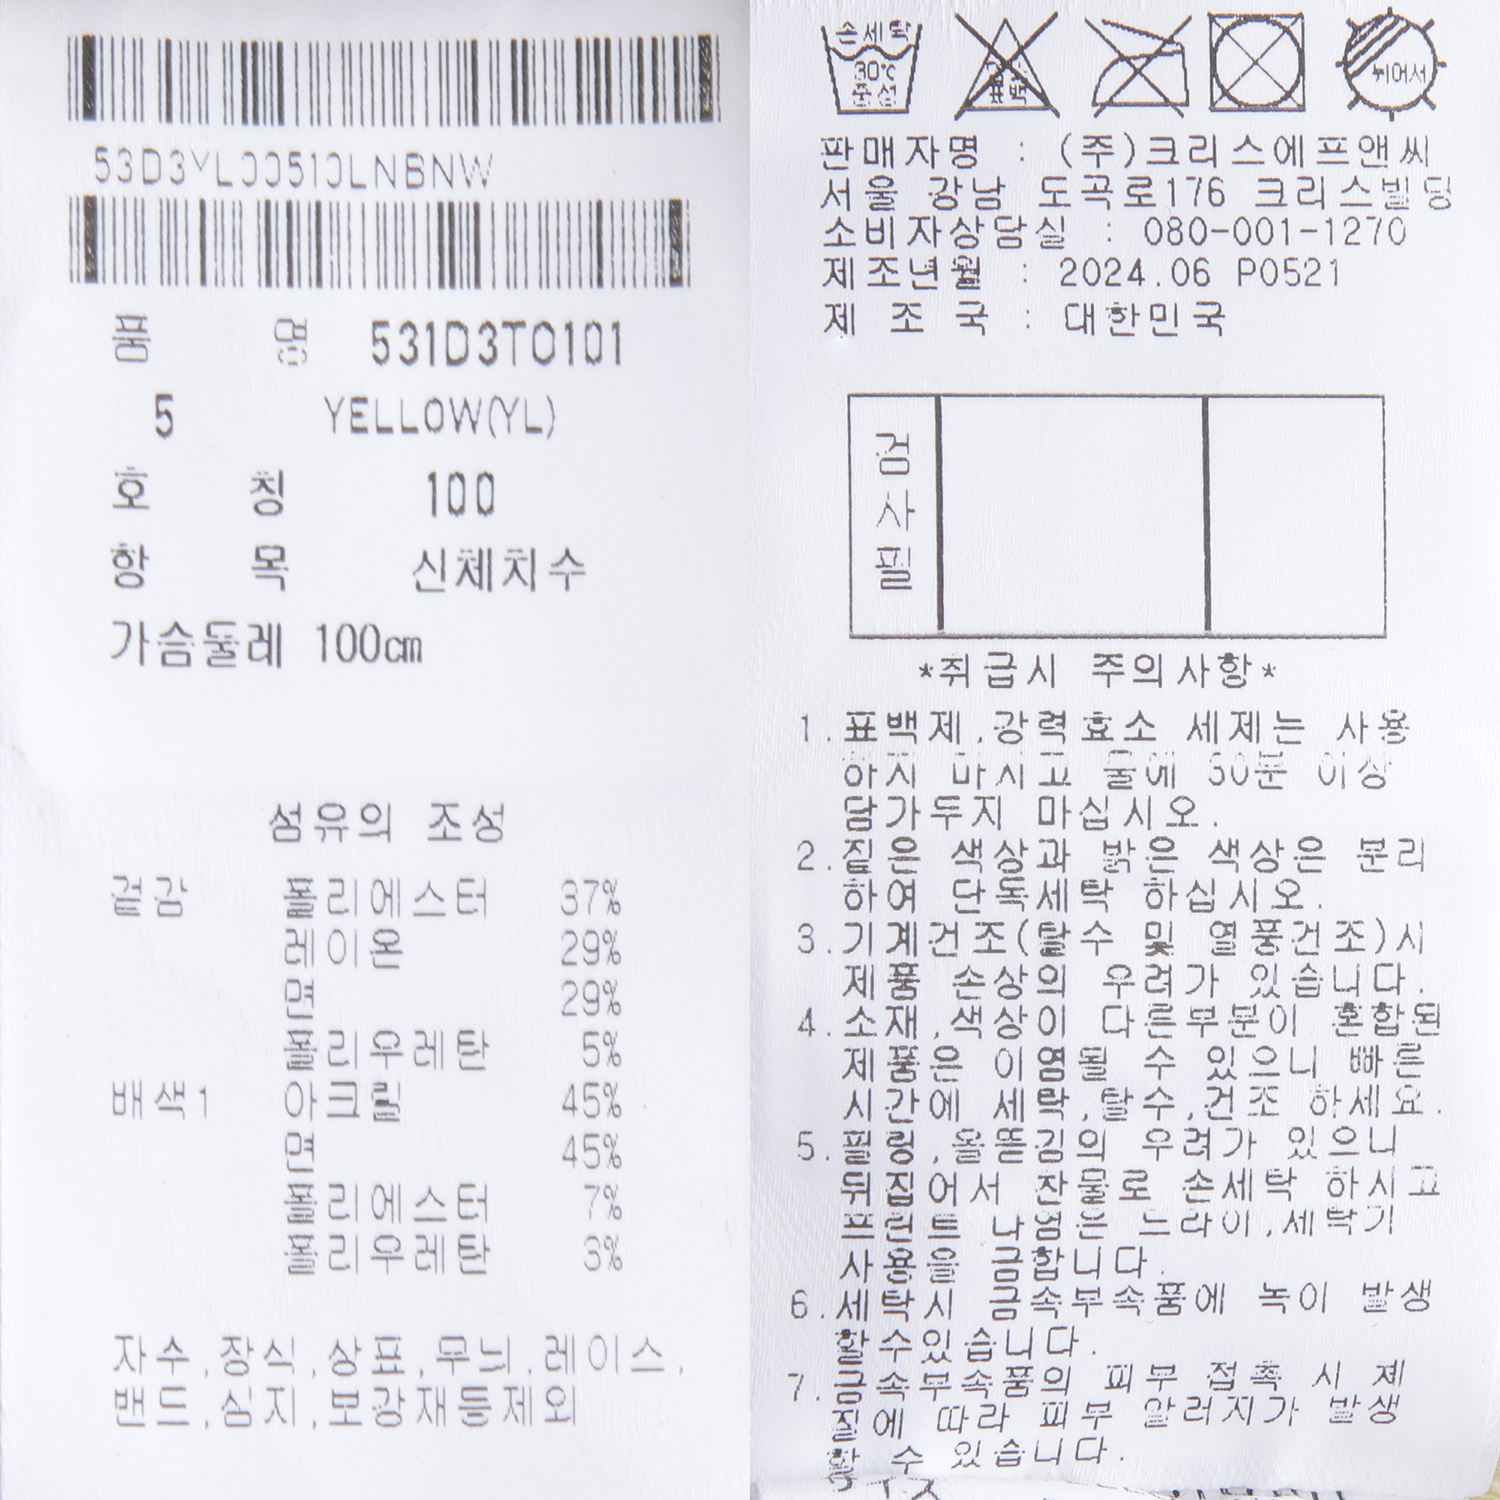 품 명 531D3TO101
5 YELLOW(YL)
호 칭 100
항 목 신체치수
가슴둘레 100cm
섬유의 조성
겉감 폴리에스터 37%
레이온 29%
면 29%
폴리우레탄 5%
배색1 아크릴 45%
면 45%
폴리에스터 7%
폴리우레탄 3%
자수,장식,상표,무늬,레이스,
밴드,심지,보강재등제외
손세탁
30℃
중성
뉘어서
판매자명 : (주)크리스에프앤씨
서울 강남 도곡로176 크리스빌딩
소비자상담실 : 080-001-1270
제조년월 : 2024.06 P0521
제 조 국 : 대한민국
검사필
*취급시 주의사항*
1.표백제,강력효소 세제는 사용
하지 마시고 물에 30분 이상
담가두지 마십시오.
2.짙은 색상과 밝은 색상은 분리
하여 단독세탁 하십시오.
3.기계건조(탈수 및 열풍건조)시
제품 손상의 우려가 있습니다.
4.소재,색상이 다른부분이 혼합된
제품은 이염될 수 있으니 빠른
시간에 세탁,탈수,건조 하세요.
5.필링,올뜯김의 우려가 있으니
뒤집어서 찬물로 손세탁 하시고
프린트 나염은 드라이,세탁기
사용을 금합니다.
6.세탁시 금속부속품에 녹이 발생
할수있습니다.
7.금속부속품의 피부 접촉 시 체
질에 따라 피부 알러지가 발생
할 수 있습니다.